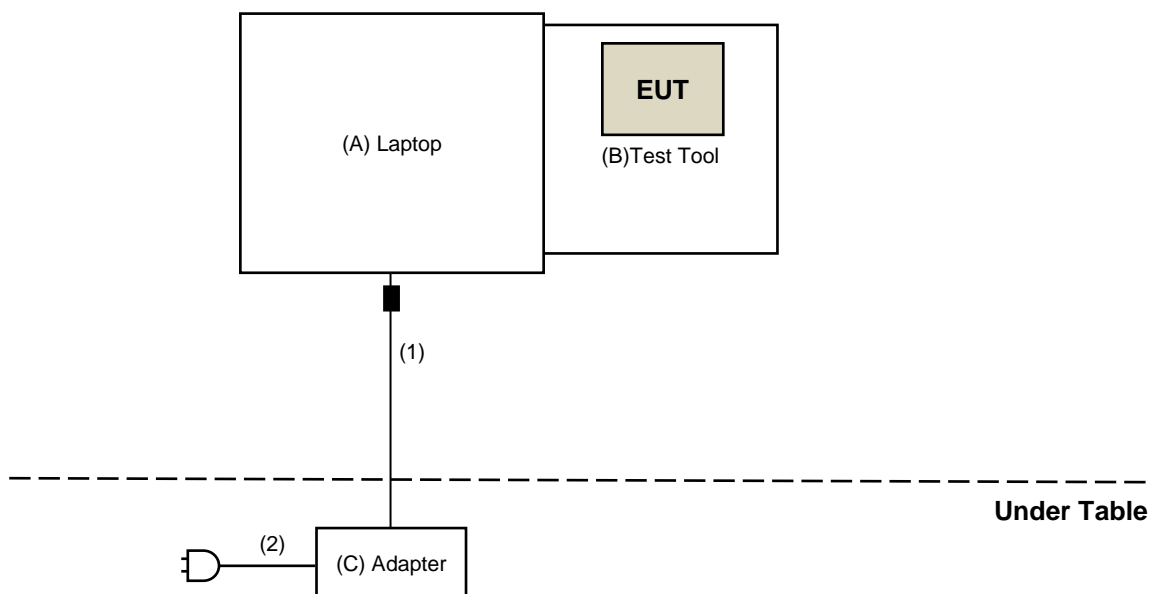 EUT
(A) Laptop
(B)Test Tool
(1)
Under Table
(2)
(C) Adapter